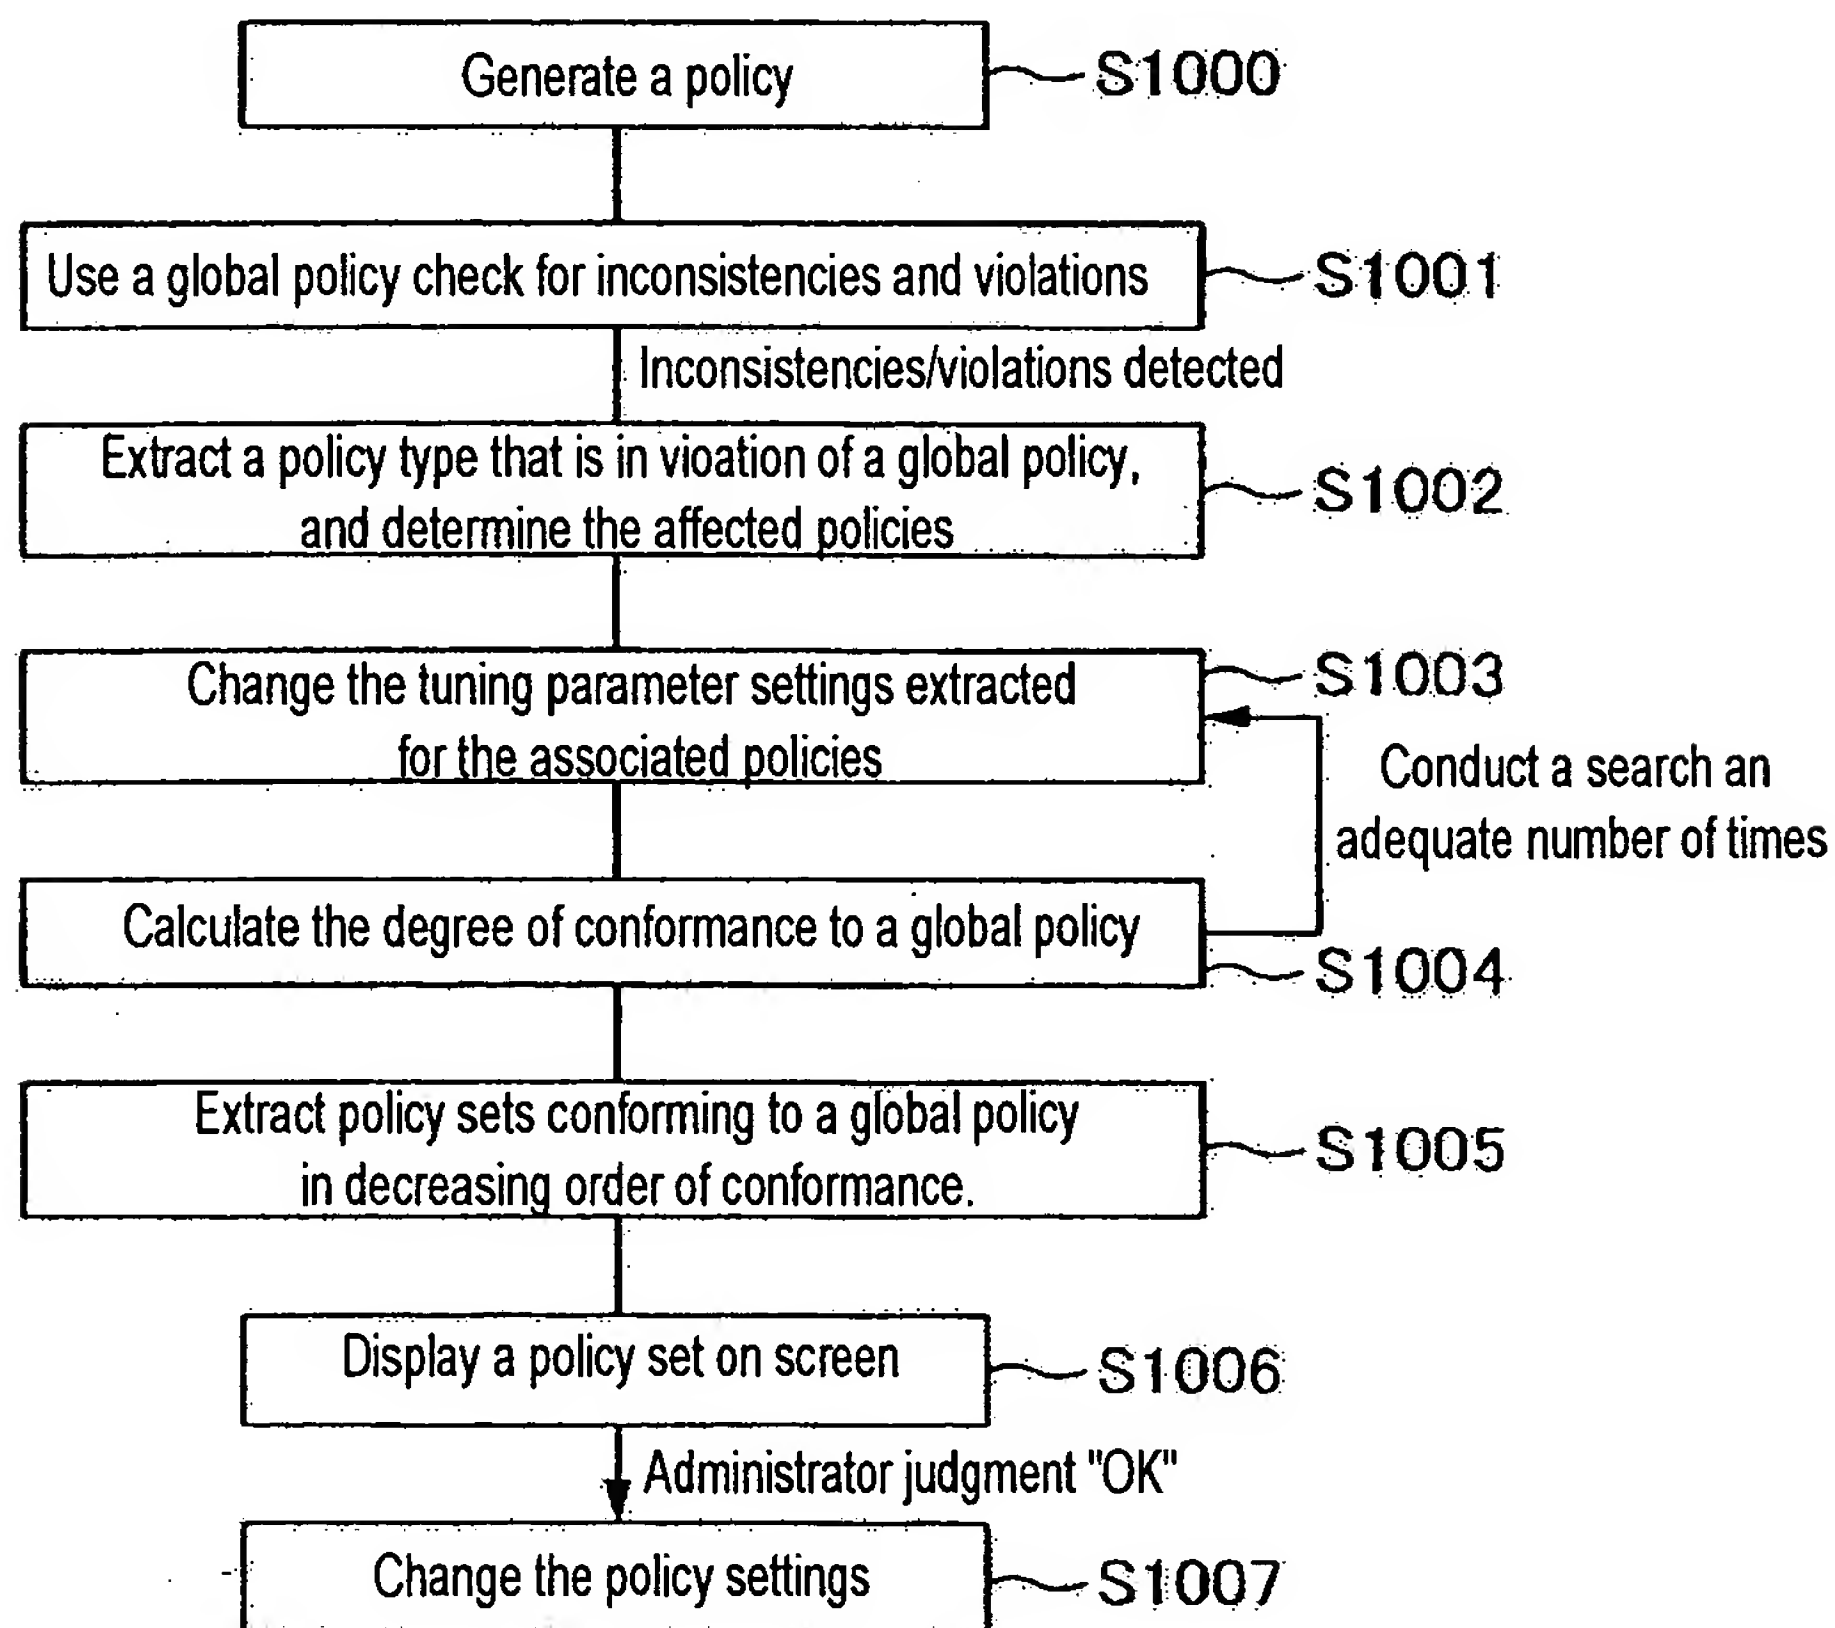 Generate a policy
S1000
Use a global policy check for inconsistencies and violations
S1001
Inconsistencies/violations detected
Extract a policy type that is in vioation of a global policy,
and determine the affected policies
S1002
Change the tuning parameter settings extracted
for the associated policies
S1003
Conduct a search an
adequate number of times
Calculate the degree of conformance to a global policy
S1004
Extract policy sets conforming to a global policy
in decreasing order of conformance.
S1005
Display a policy set on screen
S1006
Administrator judgment "OK"
Change the policy settings
S1007